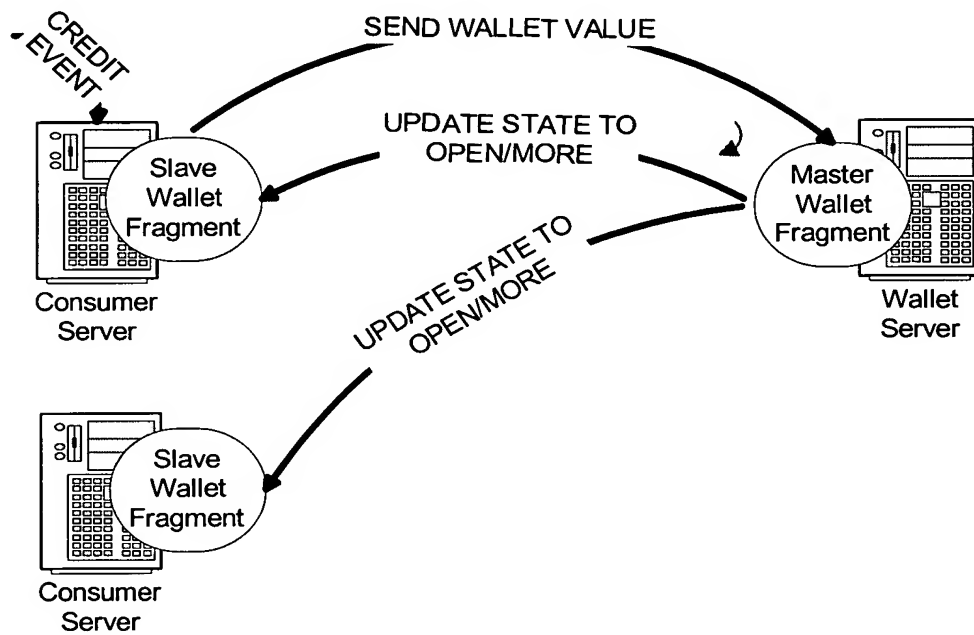 CREDIT
EVENT
SEND WALLET VALUE
UPDATE STATE TO
OPEN/MORE
Slave
Wallet
Fragment
Master
Wallet
Fragment
Consumer
Server
Wallet
Server
UPDATE STATE TO
OPEN/MORE
Slave
Wallet
Fragment
Consumer
Server